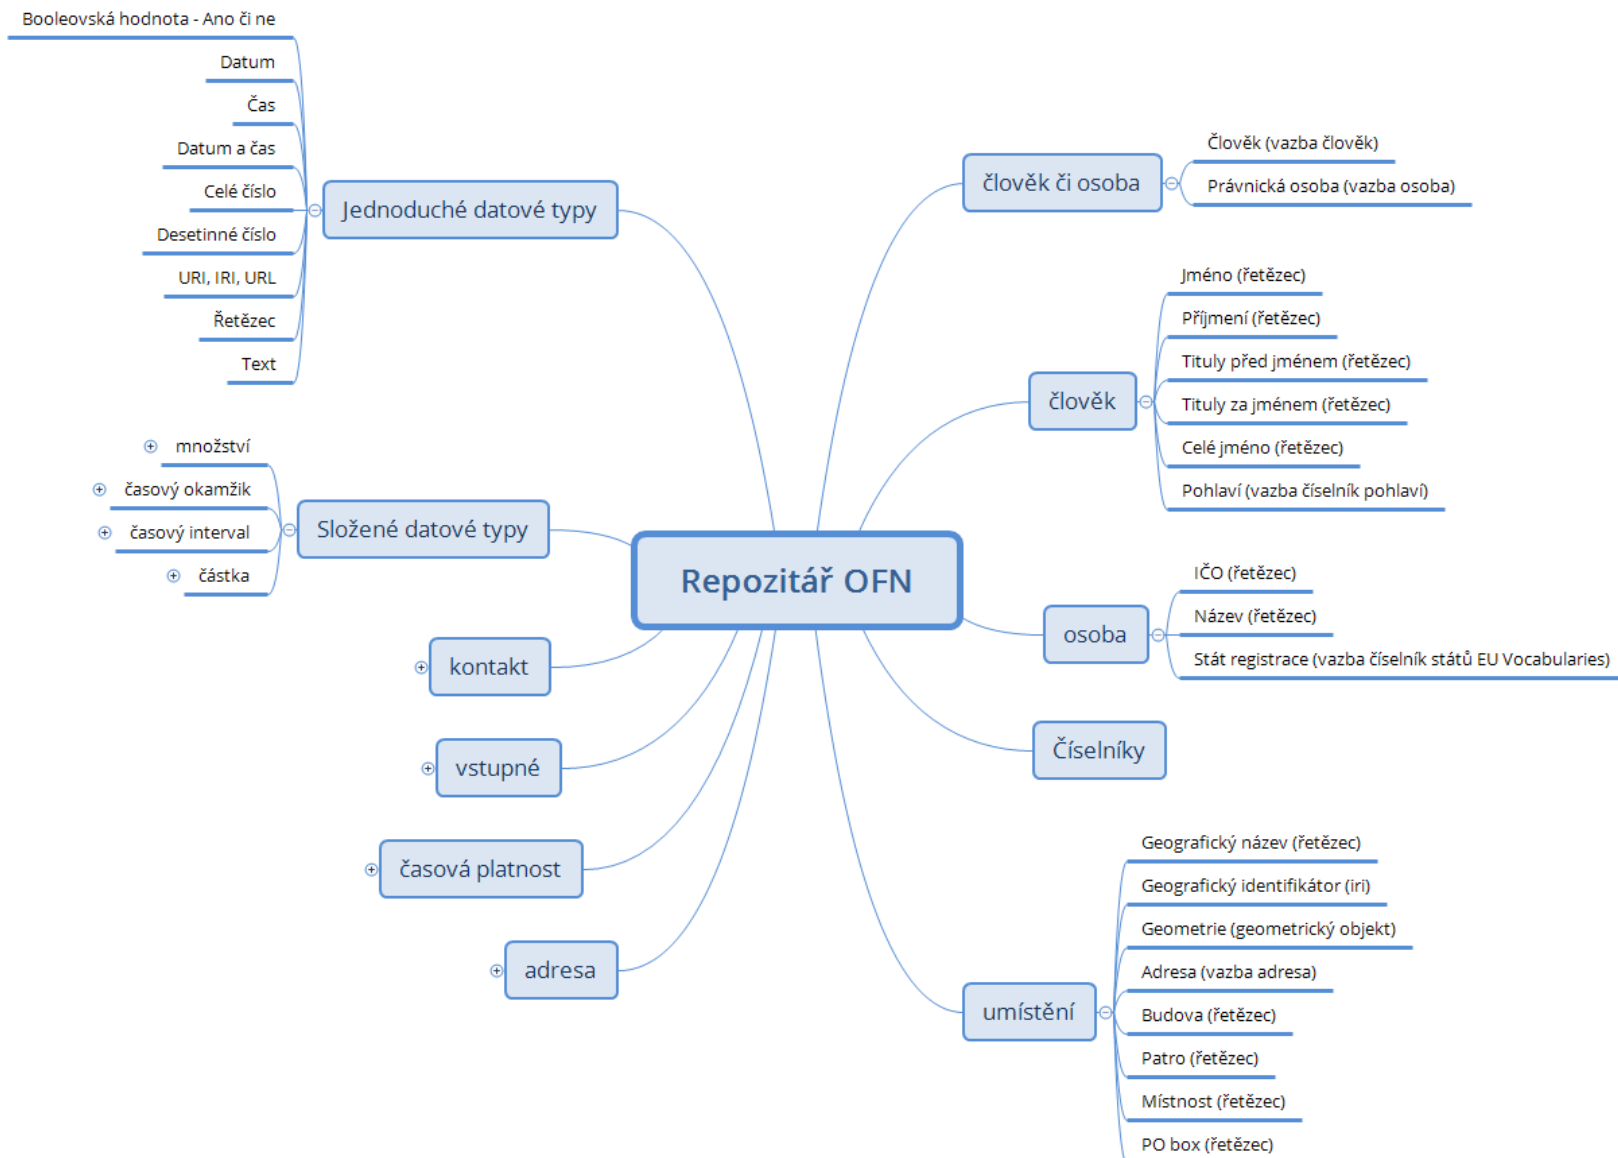 Booleovská hodnota - Ano či ne
Datum
Čas
Datum a čas
Celé číslo
Desetinné číslo
URI, IRI, URL
Řetězec
Text
Jednoduché datové typy
množství
časový okamžik
časový interval
částka
Složené datové typy
kontakt
vstupné
časová platnost
adresa
Repozitář OFN
člověk či osoba
Člověk (vazba člověk)
Právnická osoba (vazba osoba)
člověk
Jméno (řetězec)
Příjmení (řetězec)
Tituly před jménem (řetězec)
Tituly za jménem (řetězec)
Celé jméno (řetězec)
Pohlaví (vazba číselník pohlaví)
osoba
IČO (řetězec)
Název (řetězec)
Stát registrace (vazba číselník států EU Vocabularies)
Číselníky
umístění
Geografický název (řetězec)
Geografický identifikátor (iri)
Geometrie (geometrický objekt)
Adresa (vazba adresa)
Budova (řetězec)
Patro (řetězec)
Místnost (řetězec)
PO box (řetězec)